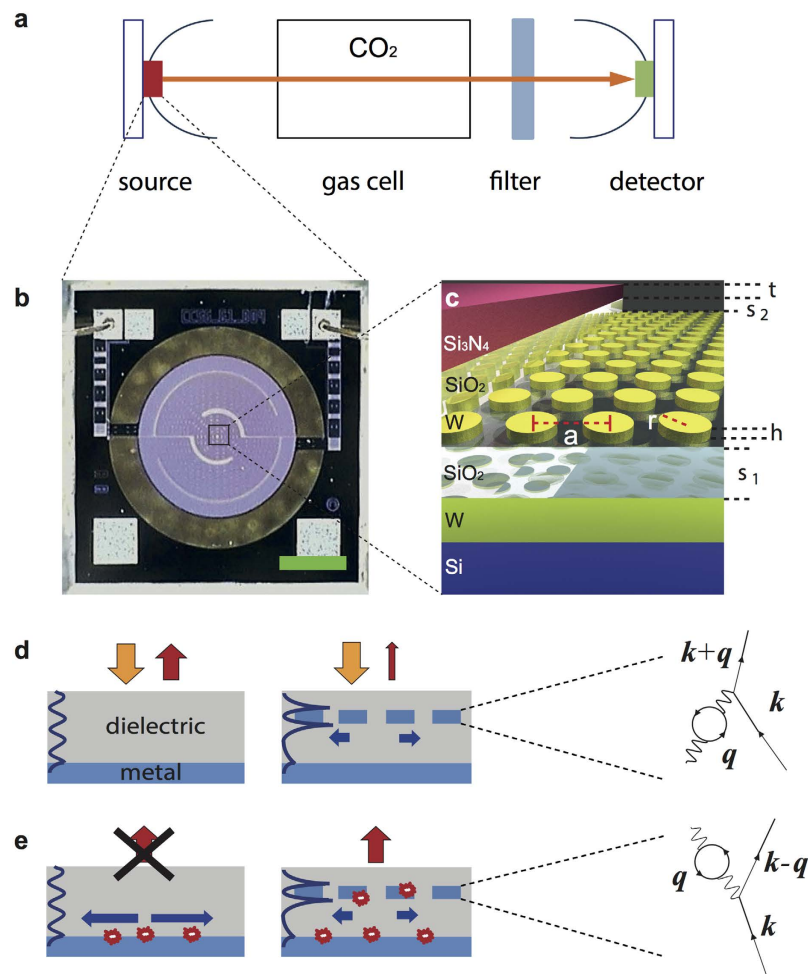 a
CO2
source
gas cell
filter
detector
b
c
t
s2
Si3N4
SiO2
W
r
a
h
SiO2
s1
W
Si
d
k+q
k
q
dielectric
metal
e
k-q
q
k